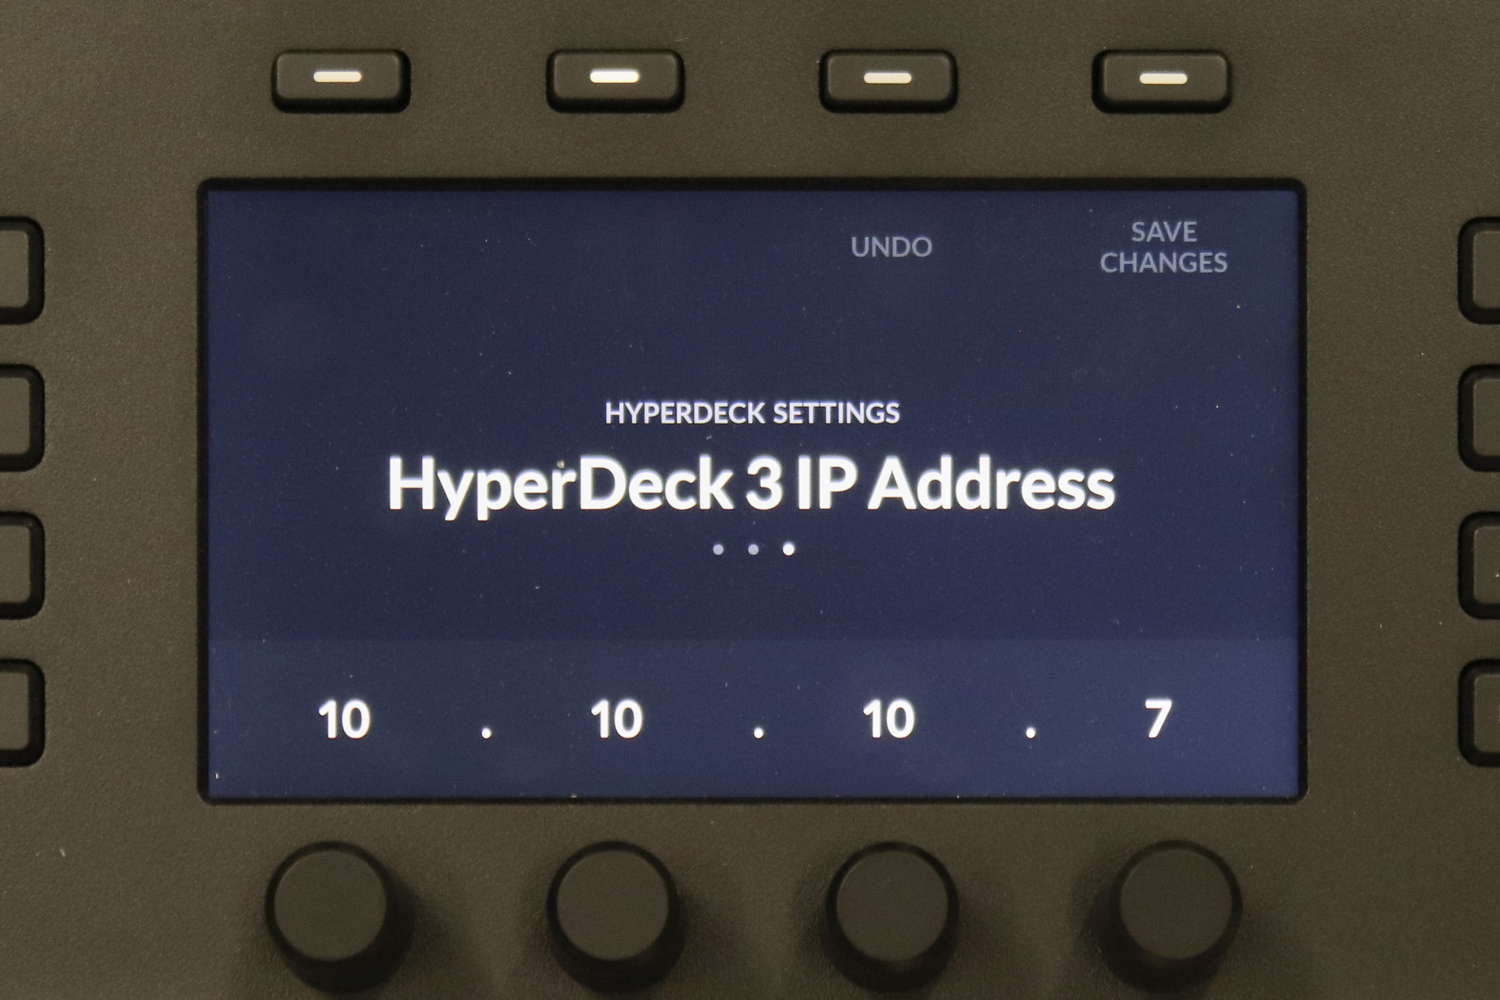 UNDO
SAVE
CHANGES
HYPERDECK SETTINGS
HyperDeck 3 IP Address
10 . 10 . 10 . 7